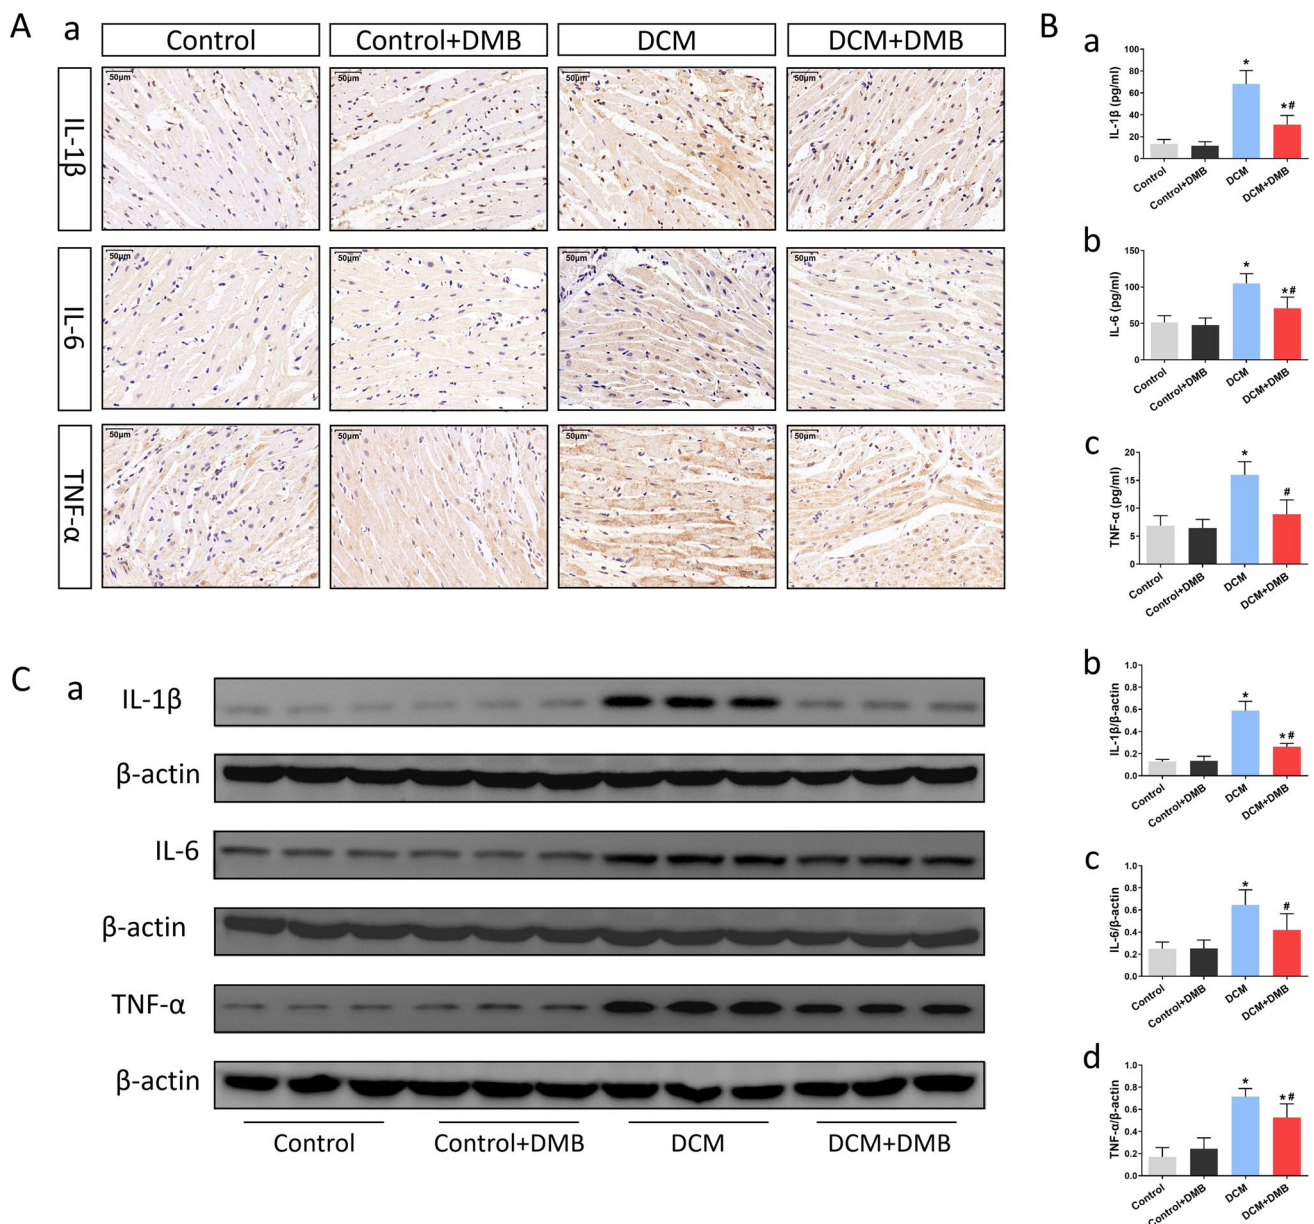 A
a
Control
Control+DMB
DCM
DCM+DMB
IL-1β
50μm
50μm
50μm
50μm
IL-6
50μm
50μm
50μm
50μm
TNF-α
50μm
50μm
50μm
50μm
B
a
IL-1β (pg/ml)
100
80
60
40
20
0
*
*#
Control
Control+DMB
DCM
DCM+DMB
b
IL-6 (pg/ml)
150
100
50
0
*
*#
Control
Control+DMB
DCM
DCM+DMB
c
TNF-α (pg/ml)
20
15
10
5
0
*
#
Control
Control+DMB
DCM
DCM+DMB
C
a
IL-1β
β-actin
IL-6
β-actin
TNF-α
β-actin
Control
Control+DMB
DCM
DCM+DMB
b
IL-1β/β-actin
1.0
0.8
0.6
0.4
0.2
0.0
*
*#
Control
Control+DMB
DCM
DCM+DMB
c
IL-6/β-actin
1.0
0.8
0.6
0.4
0.2
0.0
*
#
Control
Control+DMB
DCM
DCM+DMB
d
TNF-α/β-actin
1.0
0.8
0.6
0.4
0.2
0.0
*
*#
Control
Control+DMB
DCM
DCM+DMB